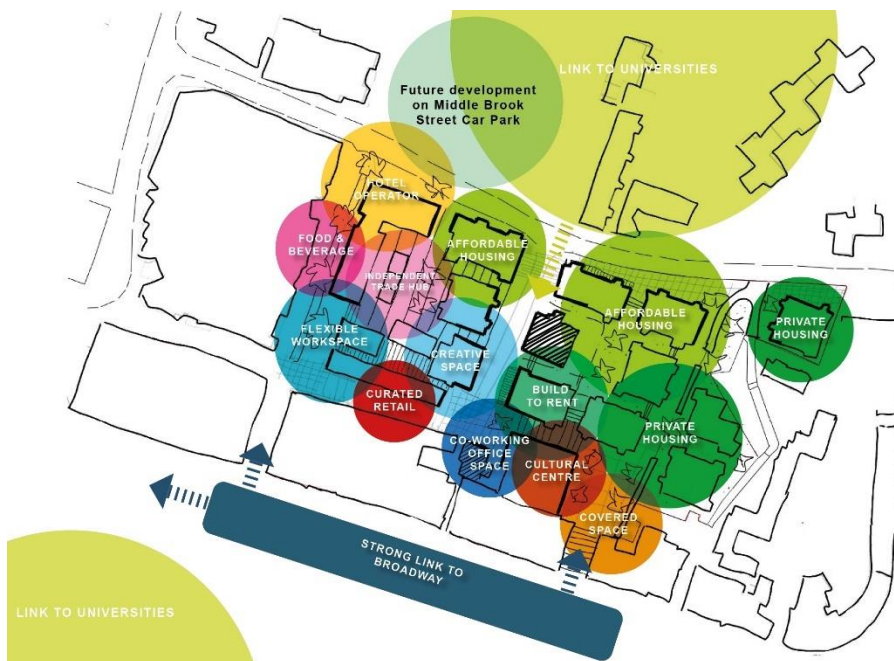 LINK TO UNIVERSITIES
Future development
on Middle Brook
Street Car Park
HOTEL
OPERATOR
FOOD &
BEVERAGE
AFFORDABLE
HOUSING
INDEPENDENT
TRADE HUB
AFFORDABLE
HOUSING
PRIVATE
HOUSING
FLEXIBLE
WORKSPACE
CREATIVE
SPACE
CURATED
RETAIL
BUILD
TO RENT
PRIVATE
HOUSING
CO-WORKING
OFFICE
SPACE
CULTURAL
CENTRE
COVERED
SPACE
STRONG LINK TO
BROADWAY
LINK TO UNIVERSITIES